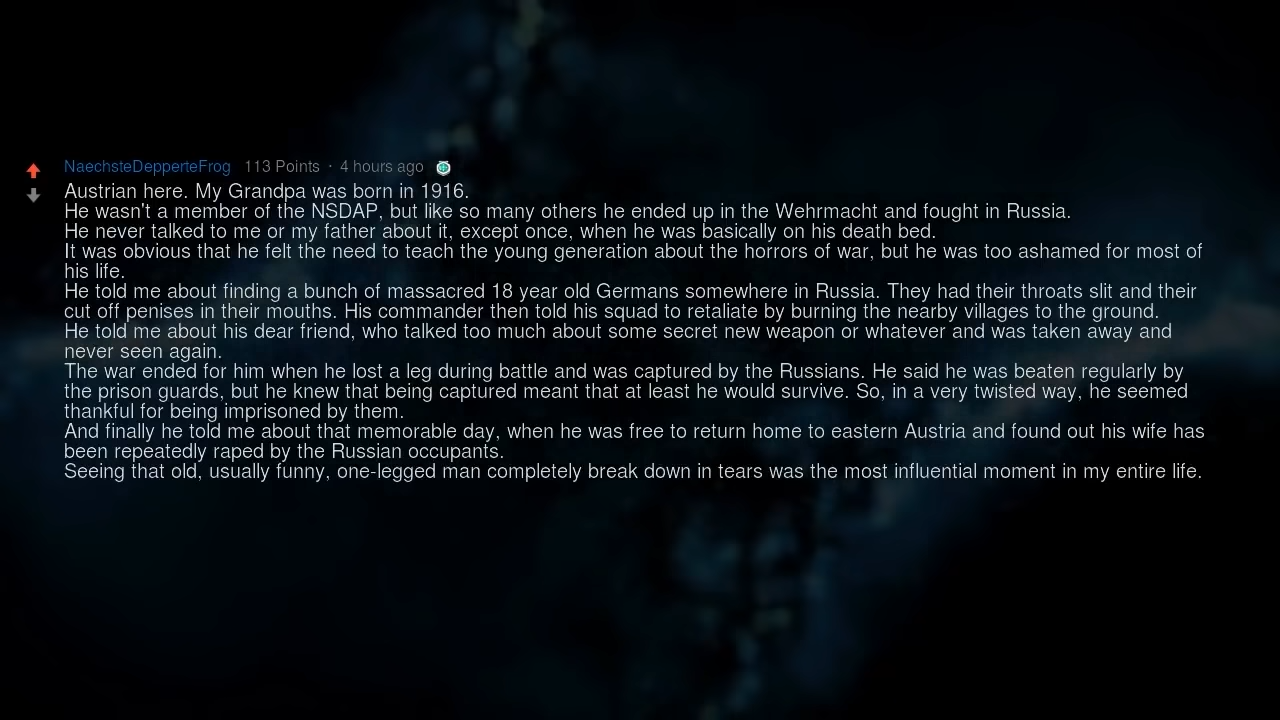 NaechsteDepperteFrog 113 Points · 4 hours ago
Austrian here. My Grandpa was born in 1916.
He wasn't a member of the NSDAP, but like so many others he ended up in the Wehrmacht and fought in Russia.
He never talked to me or my father about it, except once, when he was basically on his death bed.
It was obvious that he felt the need to teach the young generation about the horrors of war, but he was too ashamed for most of
his life.
He told me about finding a bunch of massacred 18 year old Germans somewhere in Russia. They had their throats slit and their
cut off penises in their mouths. His commander then told his squad to retaliate by burning the nearby villages to the ground.
He told me about his dear friend, who talked too much about some secret new weapon or whatever and was taken away and
never seen again.
The war ended for him when he lost a leg during battle and was captured by the Russians. He said he was beaten regularly by
the prison guards, but he knew that being captured meant that at least he would survive. So, in a very twisted way, he seemed
thankful for being imprisoned by them.
And finally he told me about that memorable day, when he was free to return home to eastern Austria and found out his wife has
been repeatedly raped by the Russian occupants.
Seeing that old, usually funny, one-legged man completely break down in tears was the most influential moment in my entire life.